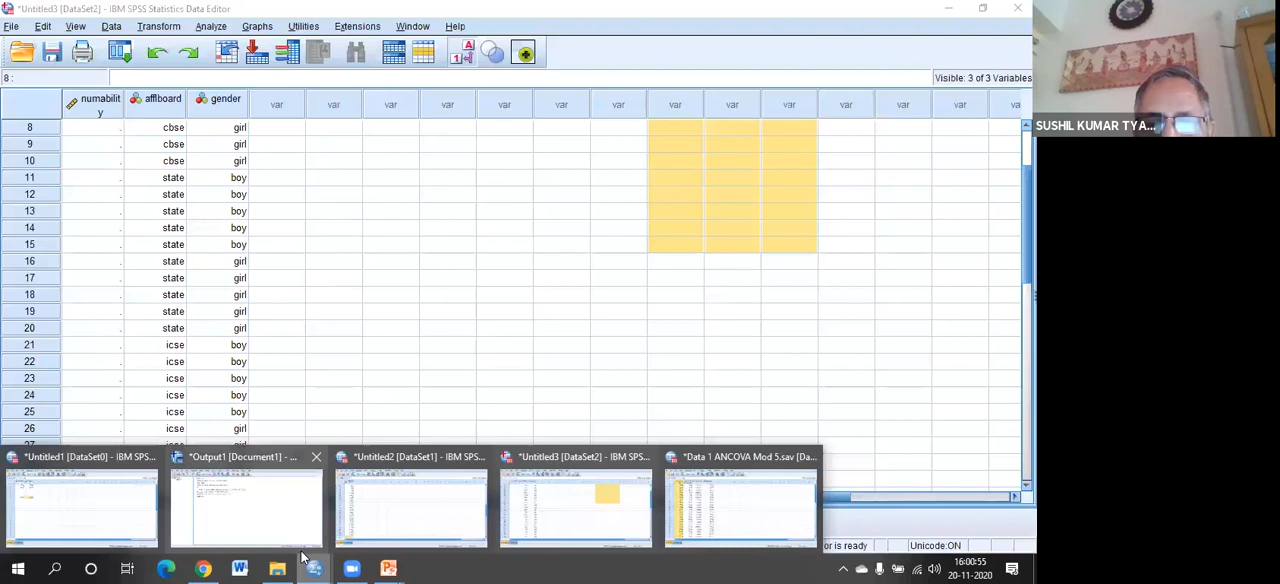 *Untitled3 [DataSet2] - IBM SPSS Statistics Data Editor
File Edit View Data Transform Analyze Graphs Utilities Extensions Window Help
8 :
Visible: 3 of 3 Variables
numabilit
y afflboard gender var var var var var var var var var var var var var
8 . cbse girl
9 . cbse girl
10 . cbse girl
11 . state boy
12 . state boy
13 . state boy
14 . state boy
15 . state boy
16 . state girl
17 . state girl
18 . state girl
19 . state girl
20 . state girl
21 . icse boy
22 . icse boy
23 . icse boy
24 . icse boy
25 . icse boy
26 . icse girl
27 . icse girl
*Untitled1 [DataSet0] - IBM SPS... *Output1 [Document1] - ... *Untitled2 [DataSet1] - IBM SPS... *Untitled3 [DataSet2] - IBM SPS... *Data 1 ANCOVA Mod 5.sav [Da...
or is ready Unicode:ON
16:00:55
20-11-2020
SUSHIL KUMAR TYA...